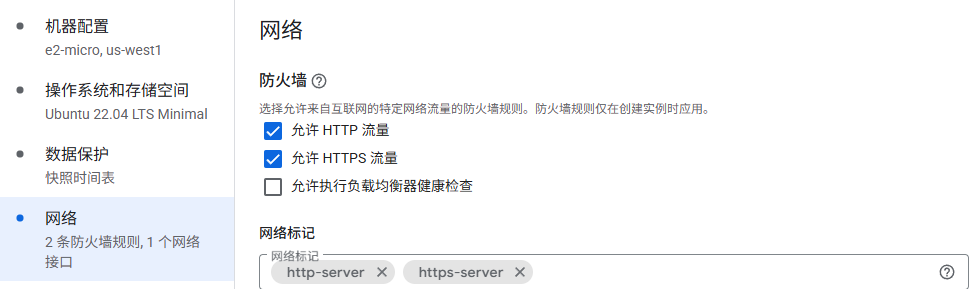 机器配置
e2-micro, us-west1
操作系统和存储空间
Ubuntu 22.04 LTS Minimal
数据保护
快照时间表
网络
2 条防火墙规则, 1 个网络
接口
网络
防火墙
选择允许来自互联网的特定网络流量的防火墙规则。防火墙规则仅在创建实例时应用。
允许 HTTP 流量
允许 HTTPS 流量
允许执行负载均衡器健康检查
网络标记
网络标记
http-server
https-server